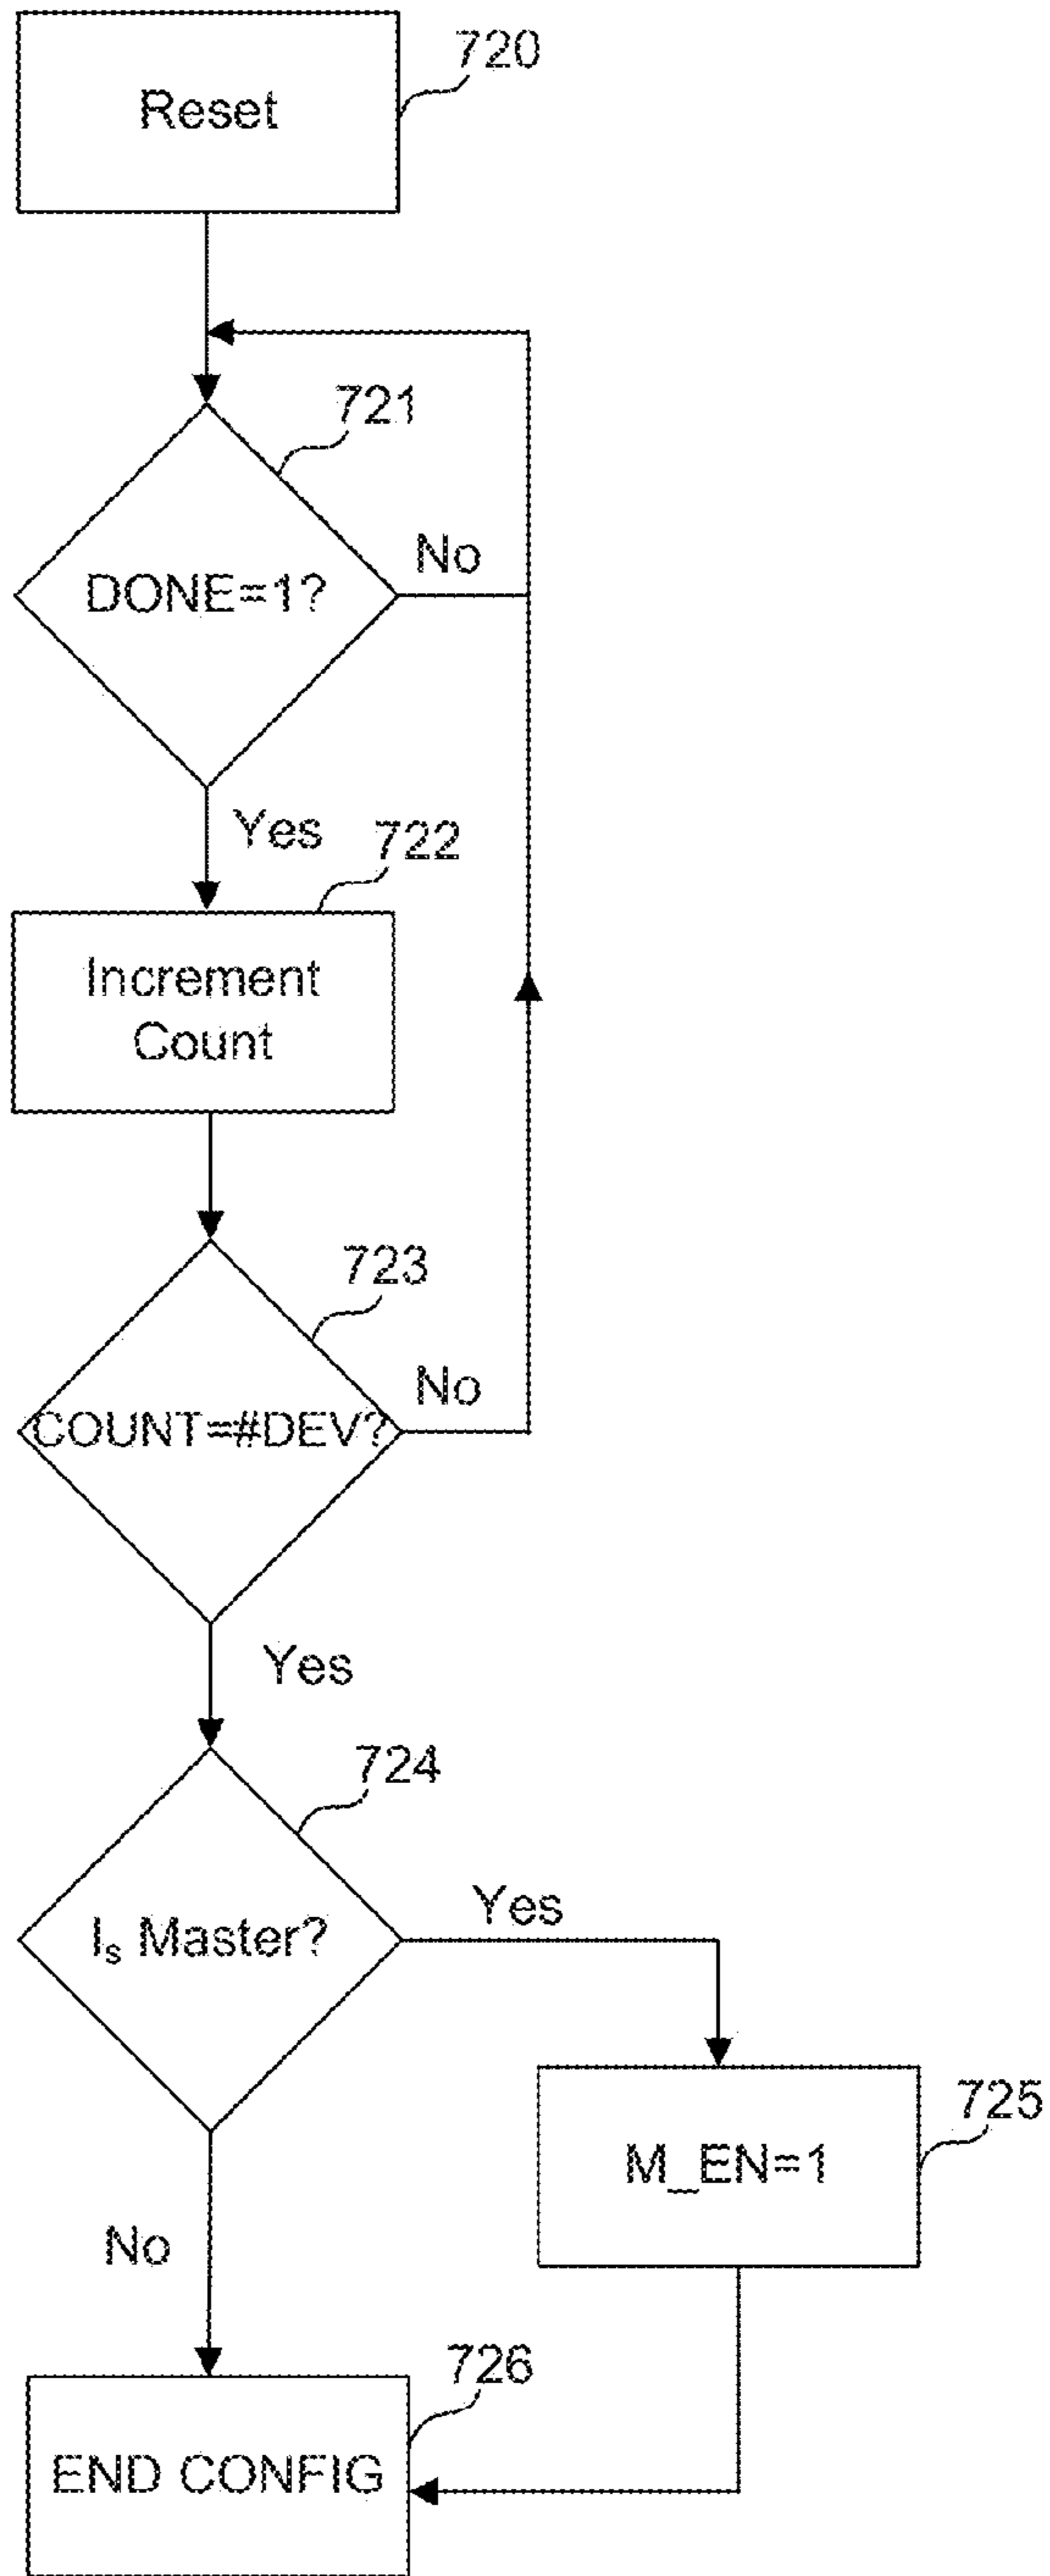 720
Reset
721
DONE=1?
No
Yes
722
Increment
Count
723
COUNT=#DEV?
No
Yes
724
Is Master?
Yes
725
M_EN=1
No
726
END CONFIG